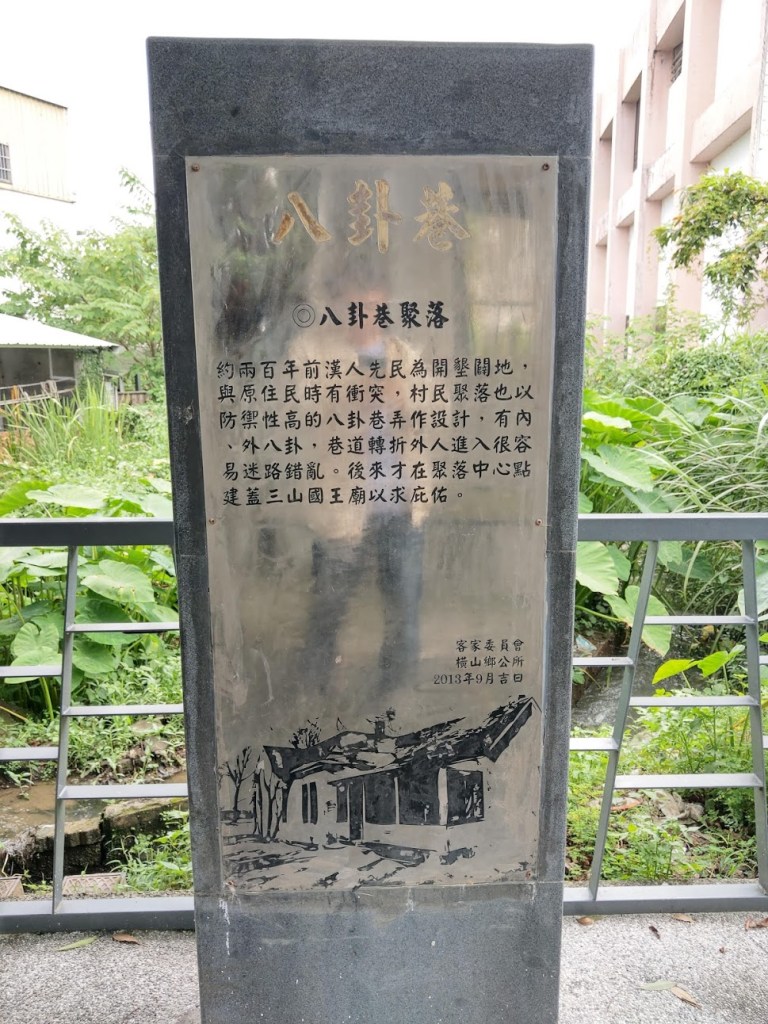 八卦巷
◎八卦巷聚落
約兩百年前漢人先民為開墾闢地，
與原住民時有衝突，村民聚落也以
防禦性高的八卦巷弄作設計，有內
、外八卦，巷道轉折外人進入很容
易迷路錯亂。後來才在聚落中心點
建蓋三山國王廟以求庇佑。
客家委員會
橫山鄉公所
2013年9月吉日